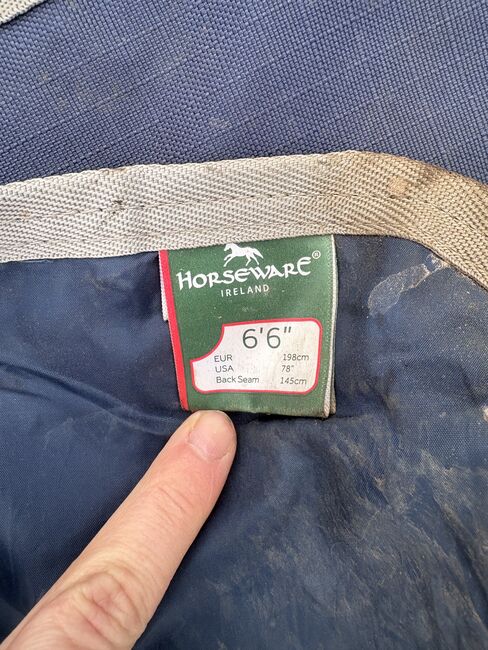 HORSEWARE®
IRELAND
6'6"
EUR 198cm
USA 78"
Back Seam 145cm